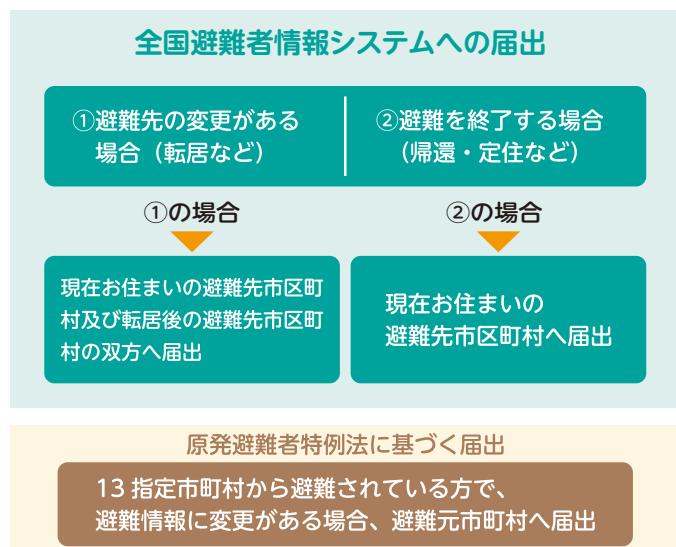 全国避難者情報システムへの届出
①避難先の変更がある
場合（転居など）
②避難を終了する場合
（帰還・定住など）
①の場合
②の場合
現在お住まいの避難先市区町
村及び転居後の避難先市区町
村の双方へ届出
現在お住まいの
避難先市区町村へ届出
原発避難者特例法に基づく届出
13 指定市町村から避難されている方で、
避難情報に変更がある場合、避難元市町村へ届出